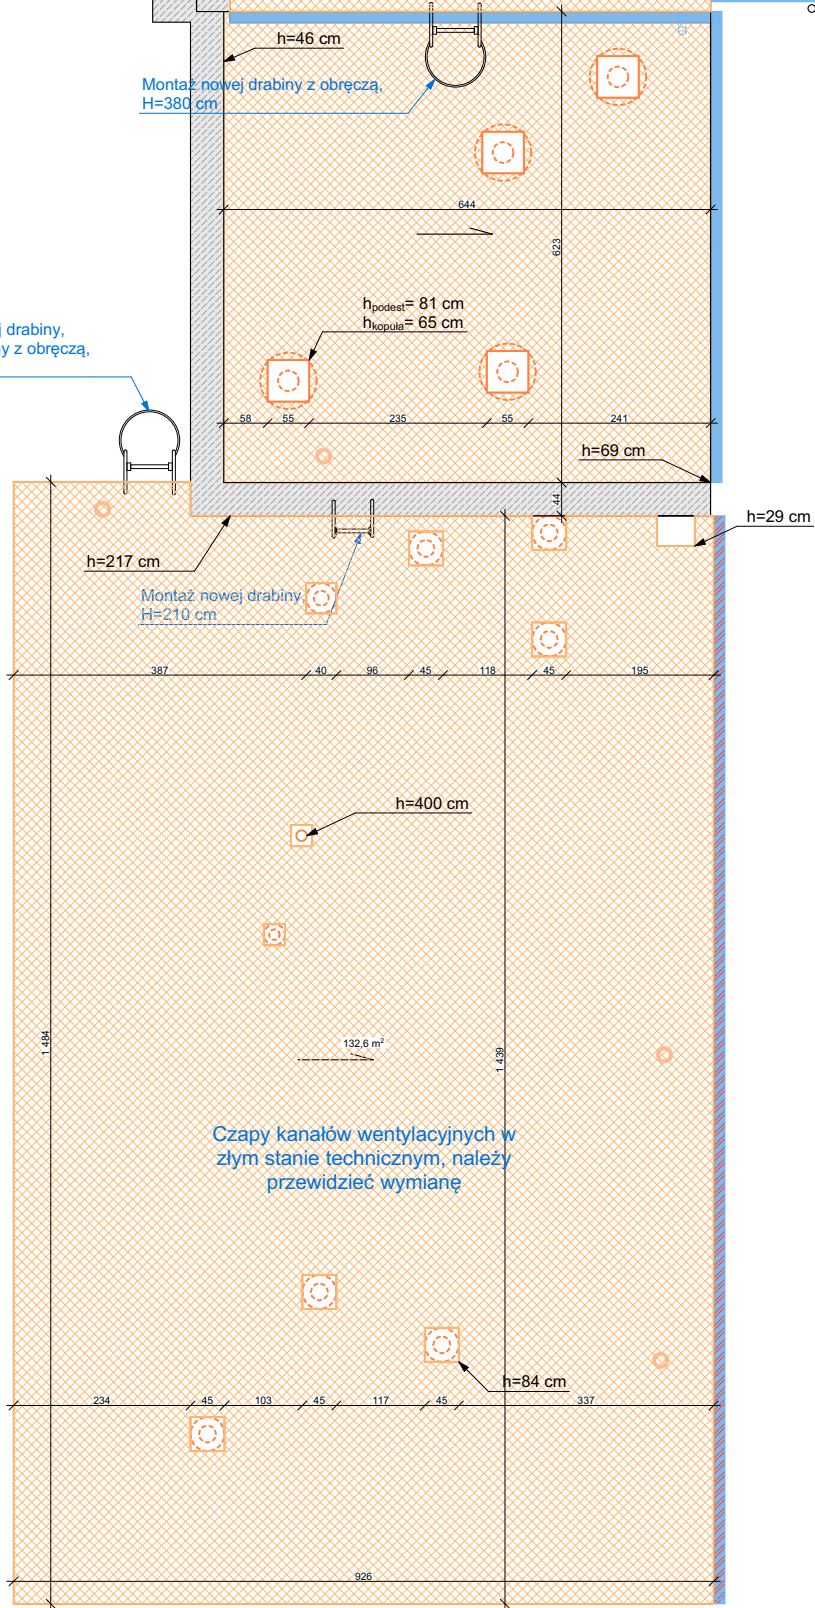 h=46 cm
Montaż nowej drabiny z obręczą,
H=380 cm
644
623
h podest= 81 cm
h kopuła= 65 cm
j drabiny,
ny z obręczą,
58 55 235 55 241
h=69 cm
44
h=29 cm
h=217 cm
Montaż nowej drabiny,
H=210 cm
387 40 96 45 118 45 195
h=400 cm
1 484
1 439
132,6 m²
Czapy kanałów wentylacyjnych w
złym stanie technicznym, należy
przewidzieć wymianę
h=84 cm
234 45 103 45 117 45 337
926